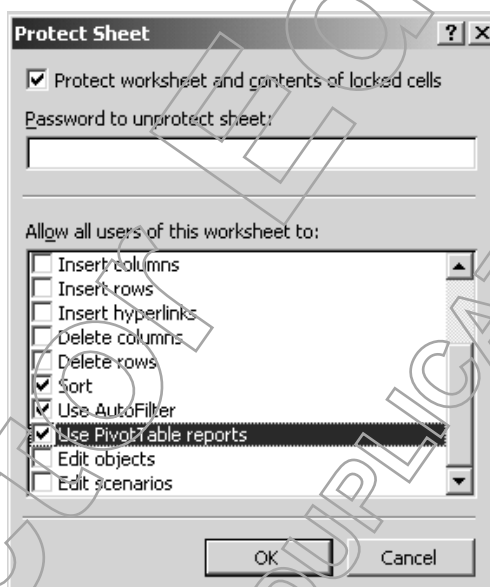 Protect Sheet
Protect worksheet and contents of locked cells
Password to unprotect sheet:
Allow all users of this worksheet to:
Insert columns
Insert rows
Insert hyperlinks
Delete columns
Delete rows
Sort
Use AutoFilter
Use PivotTable reports
Edit objects
Edit scenarios
OK Cancel